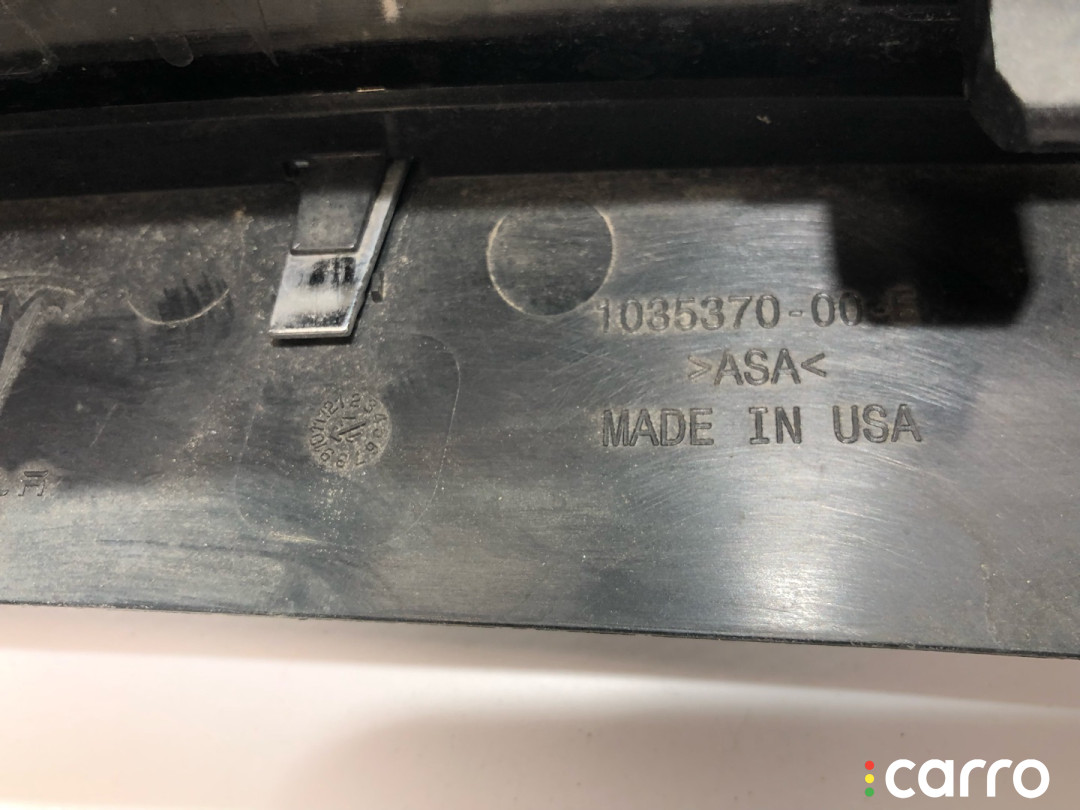 1035370-00-E
>ASA<
MADE IN USA
carro